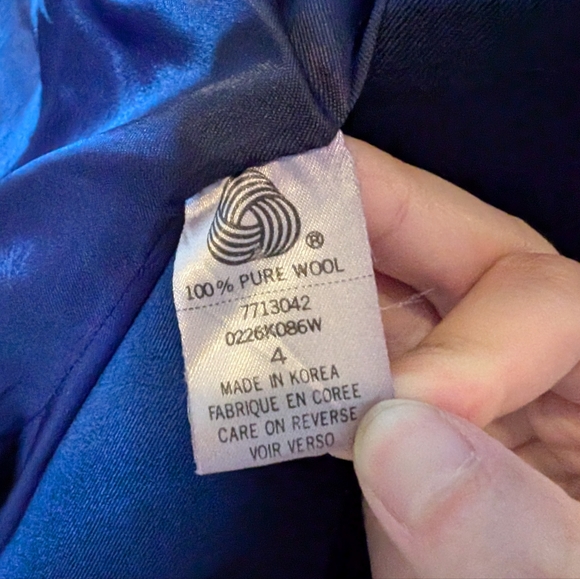 ®
100% PURE WOOL
7713042
0226K086W
4
MADE IN KOREA
FABRIQUE EN COREE
CARE ON REVERSE
VOIR VERSO